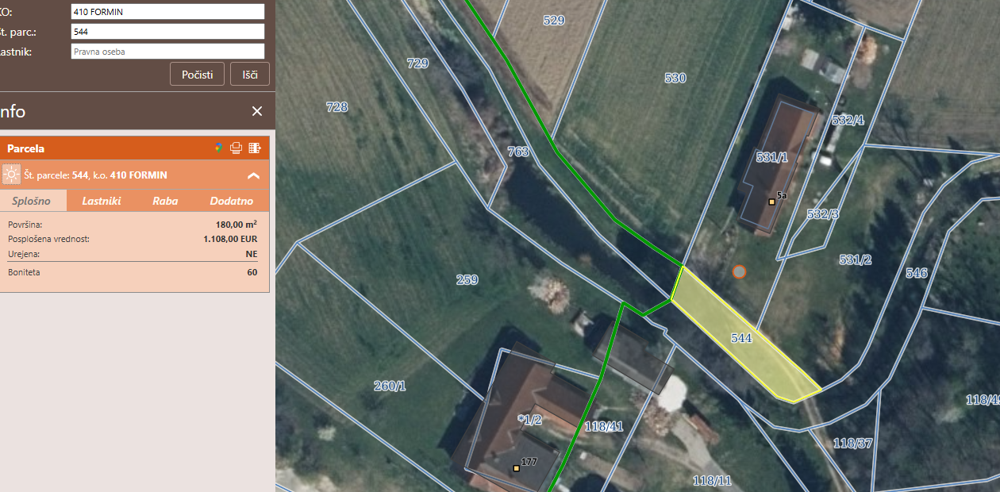 KO: 410 FORMIN
Št. parc.: 544
Lastnik: Pravna oseba
Počisti Išči
Info
Parcela
Št. parcele: 544, k.o. 410 FORMIN
Splošno Lastniki Raba Dodatno
Površina: 180,00 m²
Posplošena vrednost: 1.108,00 EUR
Urejena: NE
Boniteta 60
529
729
530
728
532/4
763
531/1
5a
532/3
531/2
546
259
544
260/1
118/4
*1/2
118/41
118/37
177
118/11